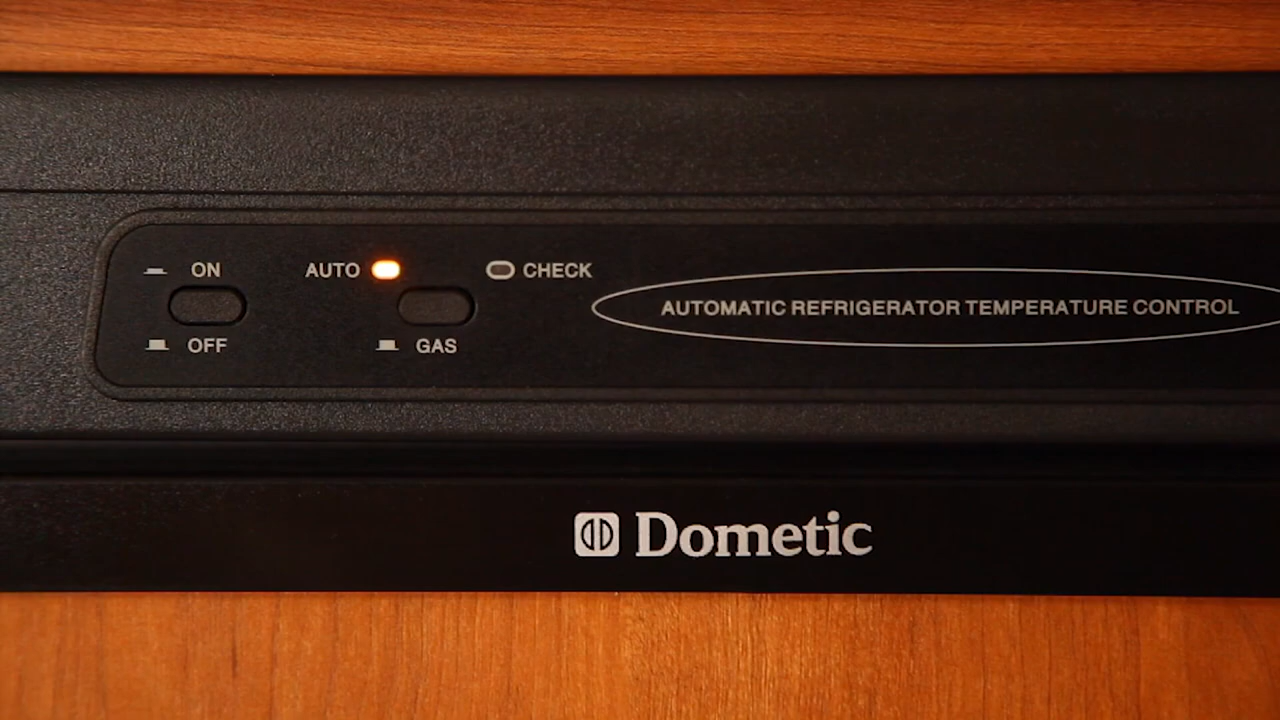 ON
AUTO
CHECK
AUTOMATIC REFRIGERATOR TEMPERATURE CONTROL
OFF
GAS
Dometic